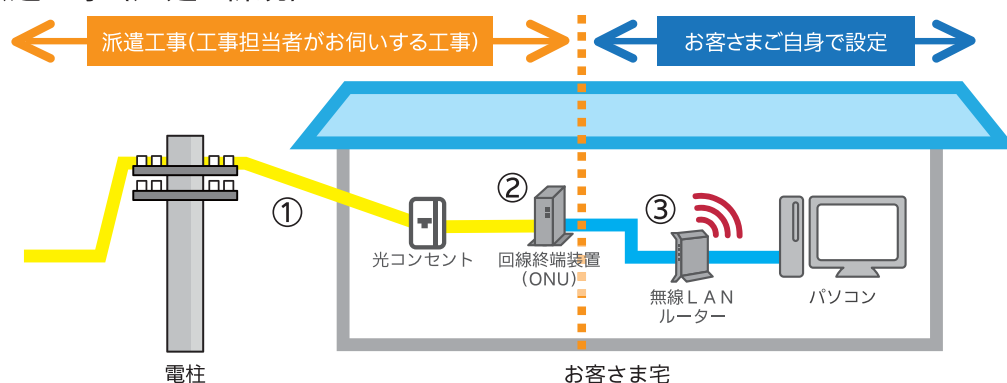 派遣工事(工事担当者がお伺いする工事)
お客さまご自身で設定
①
②
③
光コンセント
回線終端装置
(ONU)
無線LAN
ルーター
パソコン
電柱
お客さま宅